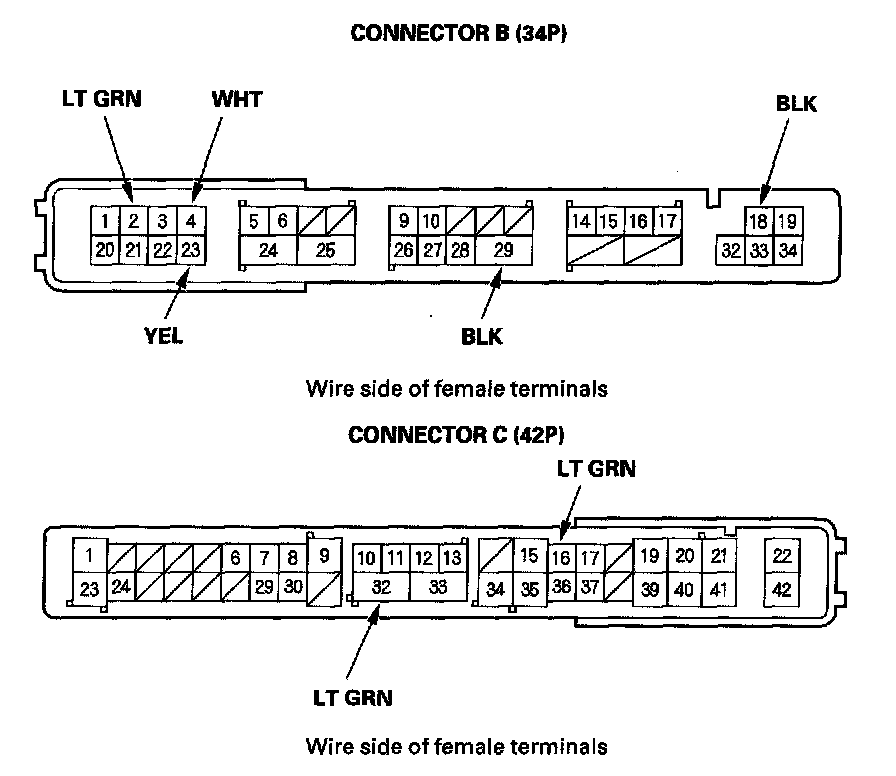 CONNECTOR B (34P)
LT GRN WHT BLK
1 2 3 4 5 6 9 10 14 15 16 17 18 19
20 21 22 23 24 25 26 27 28 29 32 33 34
YEL BLK
Wire side of female terminals
CONNECTOR C (42P)
LT GRN
1 6 7 8 9 10 11 12 13 15 16 17 19 20 21 22
23 24 29 30 32 33 34 35 36 37 39 40 41 42
LT GRN
Wire side of female terminals